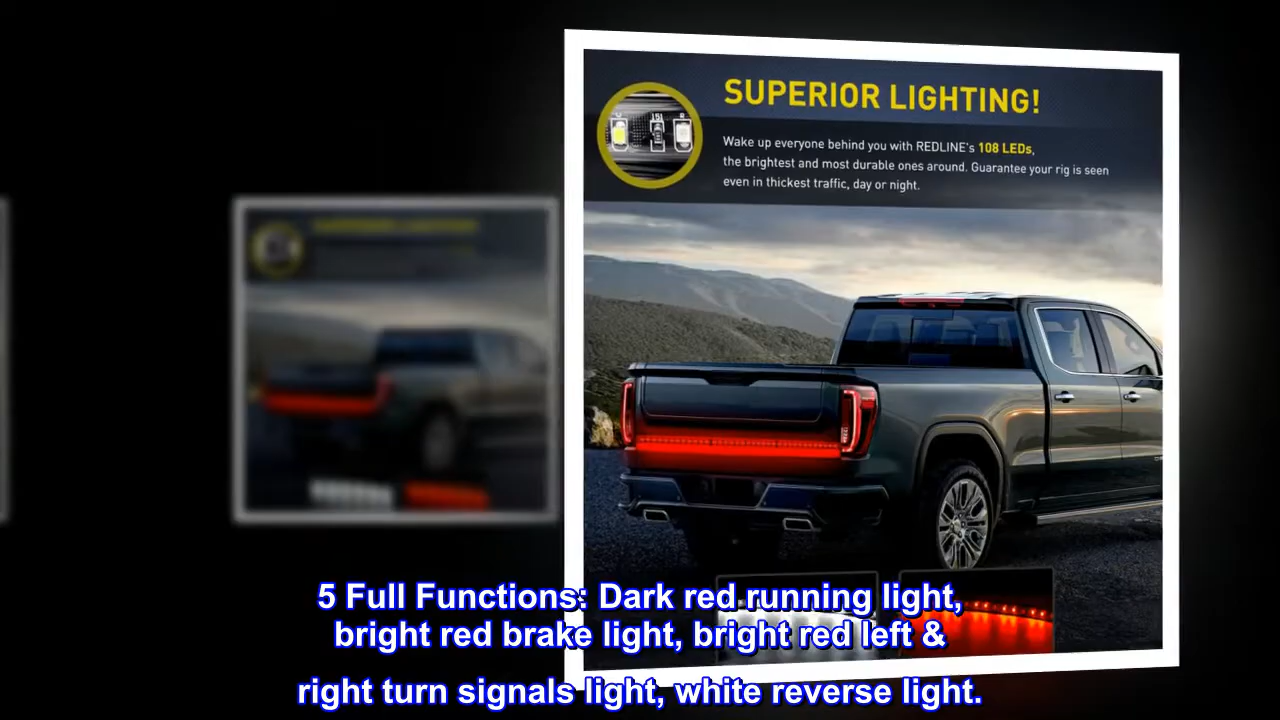 SUPERIOR LIGHTING!
Wake up everyone behind you with REDLINE's 108 LEDs,
the brightest and most durable ones around. Guarantee your rig is seen
even in thickest traffic, day or night.
5 Full Functions: Dark red running light,
bright red brake light, bright red left &
right turn signals light, white reverse light.